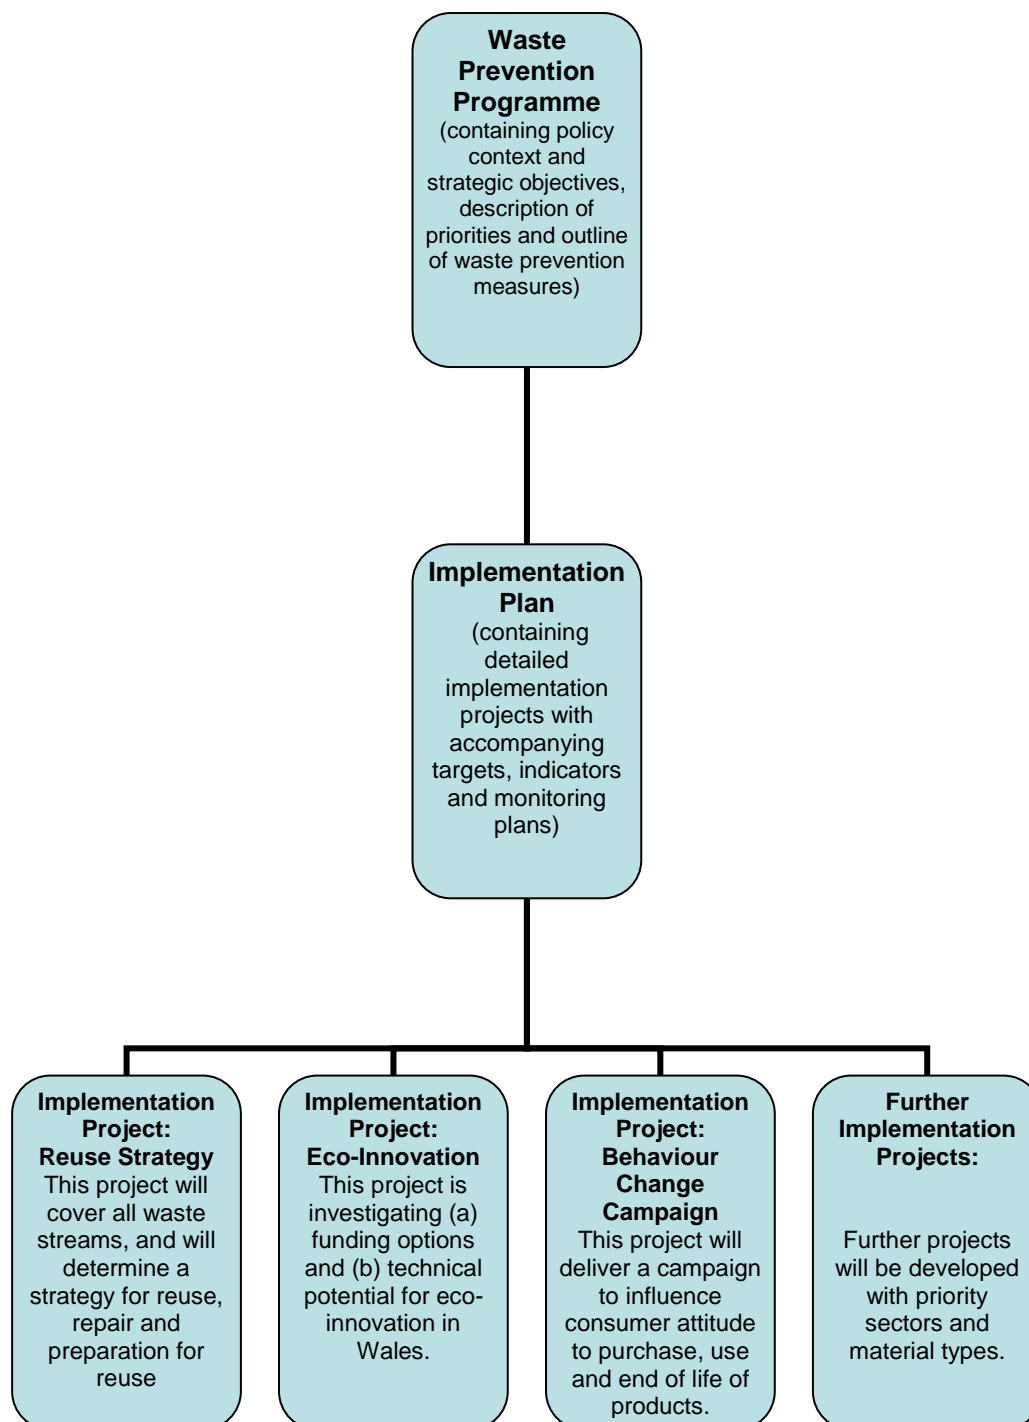 Waste
Prevention
Programme
(containing policy
context and
strategic objectives,
description of
priorities and outline
of waste prevention
measures)
Implementation
Plan
(containing
detailed
implementation
projects with
accompanying
targets, indicators
and monitoring
plans)
Implementation
Project:
Reuse Strategy
This project will
cover all waste
streams, and will
determine a
strategy for reuse,
repair and
preparation for
reuse
Implementation
Project:
Eco-Innovation
This project is
investigating (a)
funding options
and (b) technical
potential for eco-
innovation in
Wales.
Implementation
Project:
Behaviour
Change
Campaign
This project will
deliver a campaign
to influence
consumer attitude
to purchase, use
and end of life of
products.
Further
Implementation
Projects:
Further projects
will be developed
with priority
sectors and
material types.